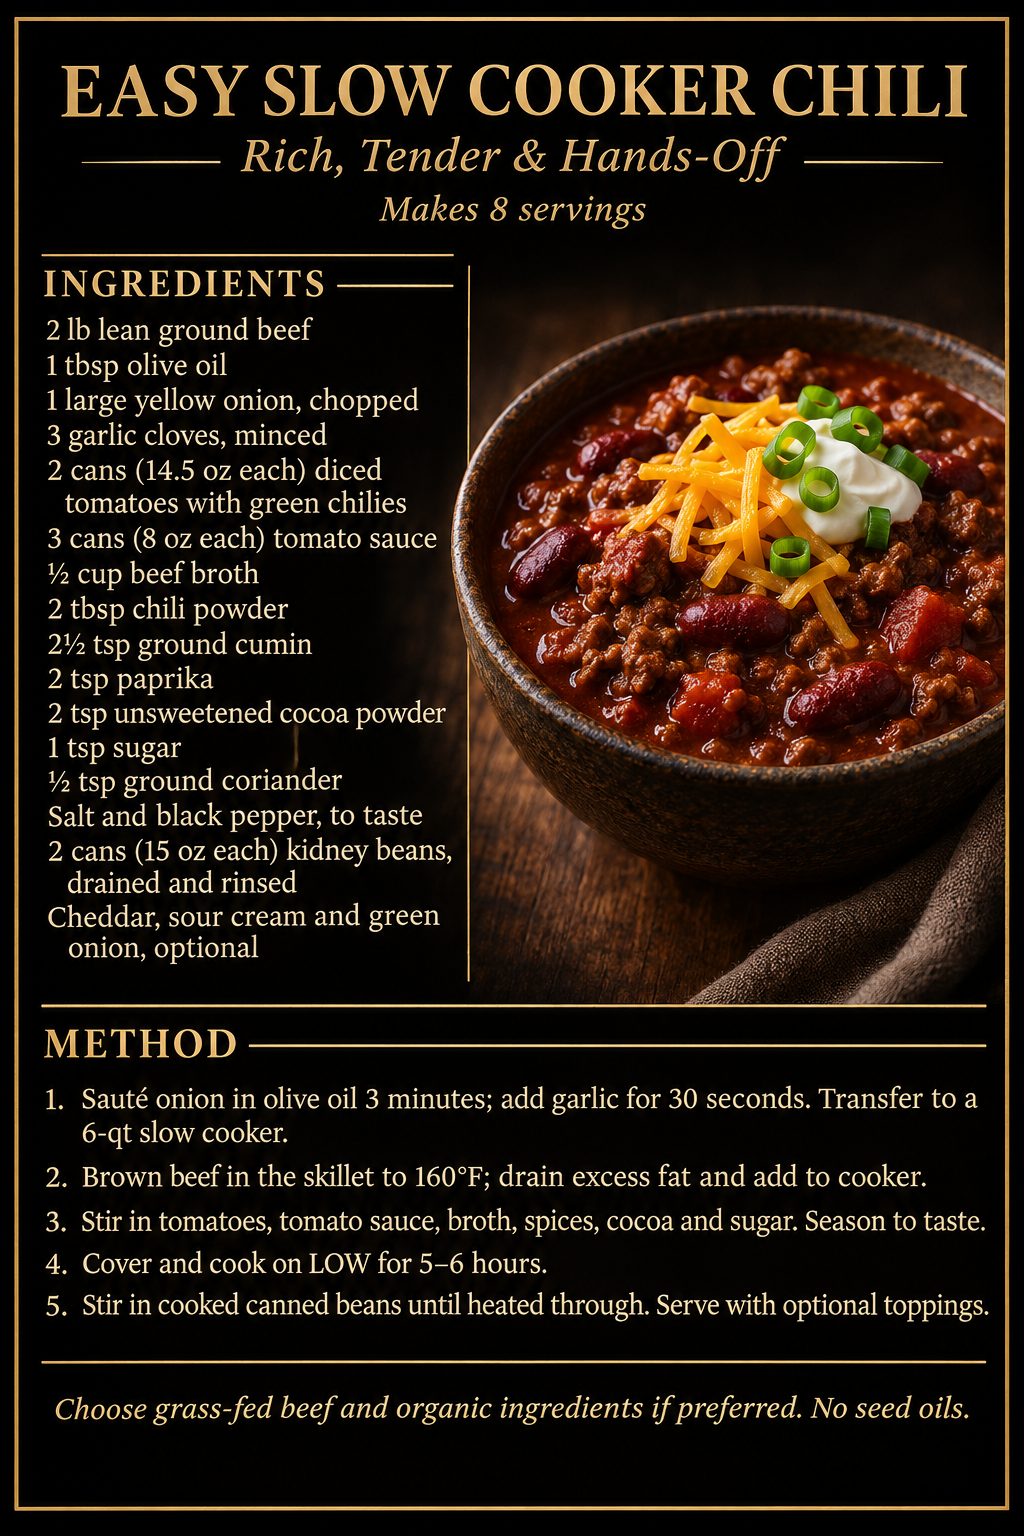 EASY SLOW COOKER CHILI
Rich, Tender & Hands-Off
Makes 8 servings
INGREDIENTS
2 lb lean ground beef
1 tbsp olive oil
1 large yellow onion, chopped
3 garlic cloves, minced
2 cans (14.5 oz each) diced
tomatoes with green chilies
3 cans (8 oz each) tomato sauce
½ cup beef broth
2 tbsp chili powder
2½ tsp ground cumin
2 tsp paprika
2 tsp unsweetened cocoa powder
1 tsp sugar
½ tsp ground coriander
Salt and black pepper, to taste
2 cans (15 oz each) kidney beans,
drained and rinsed
Cheddar, sour cream and green
onion, optional
METHOD
1. Sauté onion in olive oil 3 minutes; add garlic for 30 seconds. Transfer to a
6-qt slow cooker.
2. Brown beef in the skillet to 160°F; drain excess fat and add to cooker.
3. Stir in tomatoes, tomato sauce, broth, spices, cocoa and sugar. Season to taste.
4. Cover and cook on LOW for 5–6 hours.
5. Stir in cooked canned beans until heated through. Serve with optional toppings.
Choose grass-fed beef and organic ingredients if preferred. No seed oils.